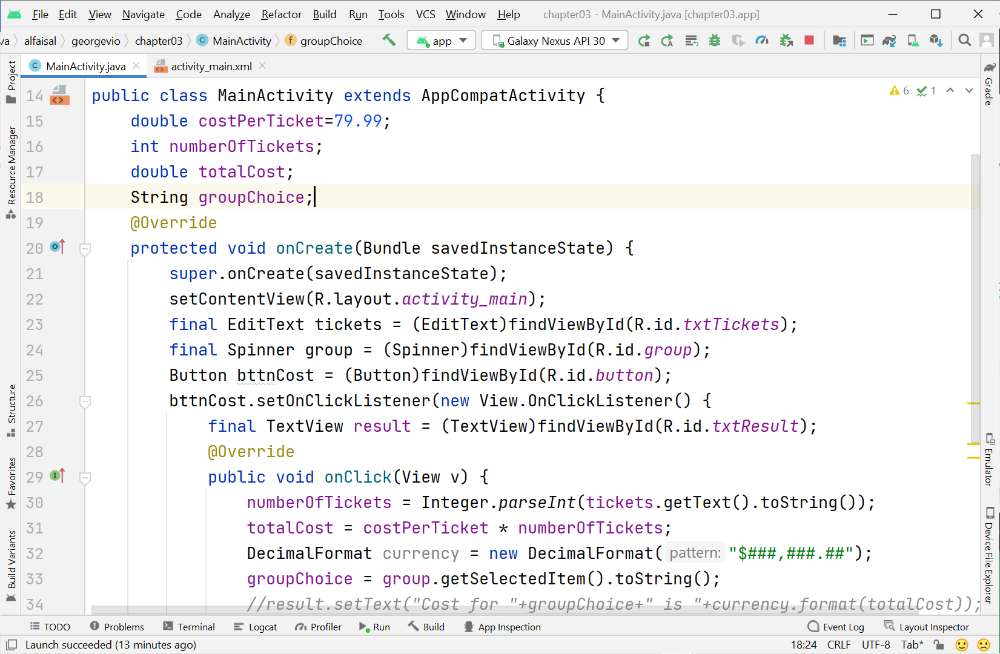 File Edit View Navigate Code Analyze Refactor Build Run Tools VCS Window Help chapter03 - MainActivity.java [chapter03.app]
va alfaisal georgevio chapter03 C MainActivity f groupChoice app Galaxy Nexus API 30
C MainActivity.java activity_main.xml
6 1
14 public class MainActivity extends AppCompatActivity {
15 double costPerTicket=79.99;
16 int numberOfTickets;
17 double totalCost;
18 String groupChoice;
19 @Override
20 protected void onCreate(Bundle savedInstanceState) {
21 super.onCreate(savedInstanceState);
22 setContentView(R.layout.activity_main);
23 final EditText tickets = (EditText)findViewById(R.id.txtTickets);
24 final Spinner group = (Spinner)findViewById(R.id.group);
25 Button bttnCost = (Button)findViewById(R.id.button);
26 bttnCost.setOnClickListener(new View.OnClickListener() {
27 final TextView result = (TextView)findViewById(R.id.txtResult);
28 @Override
29 public void onClick(View v) {
30 numberOfTickets = Integer.parseInt(tickets.getText().toString());
31 totalCost = costPerTicket * numberOfTickets;
32 DecimalFormat currency = new DecimalFormat( pattern: "$###,###.##");
33 groupChoice = group.getSelectedItem().toString();
34 //result.setText("Cost for "+groupChoice+" is "+currency.format(totalCost));
Project
Resource Manager
Structure
Favorites
Build Variants
Gradle
Emulator
Device File Explorer
TODO Problems Terminal Logcat Profiler Run Build App Inspection Event Log Layout Inspector
Launch succeeded (13 minutes ago) 18:24 CRLF UTF-8 Tab*